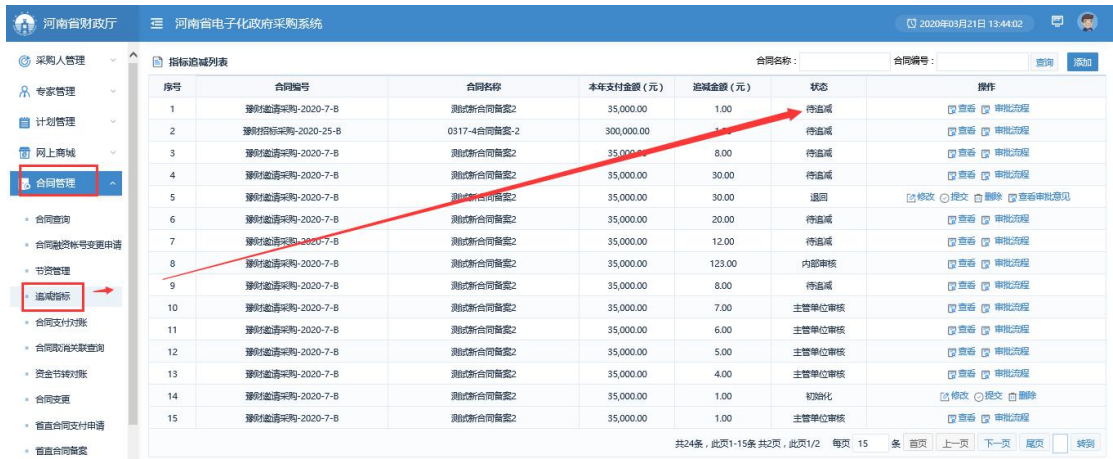 河南省财政厅
河南省电子化政府采购系统
2020年03月21日 13:44:02
采购人管理
专家管理
计划管理
网上商城
合同管理
合同查询
合同融资帐号变更申请
节资管理
追减指标
合同支付对账
合同取消关联查询
资金节转对账
合同变更
省直合同支付申请
省直合同备案
指标追减列表 合同名称： 合同编号： 查询 添加
序号 合同编号 合同名称 本年支付金额（元） 追减金额（元） 状态 操作
1 豫财邀请采购-2020-7-B 测试新合同备案2 35,000.00 1.00 待追减 查看 审批流程
2 豫财招标采购-2020-25-B 0317-4合同备案-2 300,000.00 待追减 查看 审批流程
3 豫财邀请采购-2020-7-B 测试新合同备案2 35,000.00 8.00 待追减 查看 审批流程
4 豫财邀请采购-2020-7-B 测试新合同备案2 35,000.00 30.00 待追减 查看 审批流程
5 豫财邀请采购-2020-7-B 测试新合同备案2 35,000.00 30.00 退回 修改 提交 删除 查看审批意见
6 豫财邀请采购-2020-7-B 测试新合同备案2 35,000.00 20.00 待追减 查看 审批流程
7 豫财邀请采购-2020-7-B 测试新合同备案2 35,000.00 12.00 待追减 查看 审批流程
8 豫财邀请采购-2020-7-B 测试新合同备案2 35,000.00 123.00 内部审核 查看 审批流程
9 豫财邀请采购-2020-7-B 测试新合同备案2 35,000.00 8.00 待追减 查看 审批流程
10 豫财邀请采购-2020-7-B 测试新合同备案2 35,000.00 7.00 主管单位审核 查看 审批流程
11 豫财邀请采购-2020-7-B 测试新合同备案2 35,000.00 6.00 主管单位审核 查看 审批流程
12 豫财邀请采购-2020-7-B 测试新合同备案2 35,000.00 5.00 主管单位审核 查看 审批流程
13 豫财邀请采购-2020-7-B 测试新合同备案2 35,000.00 4.00 主管单位审核 查看 审批流程
14 豫财邀请采购-2020-7-B 测试新合同备案2 35,000.00 1.00 初始化 修改 提交 删除
15 豫财邀请采购-2020-7-B 测试新合同备案2 35,000.00 1.00 主管单位审核 查看 审批流程
共24条，此页1-15条 共2页，此页1/2 每页 15 条 首页 上一页 下一页 尾页 转到